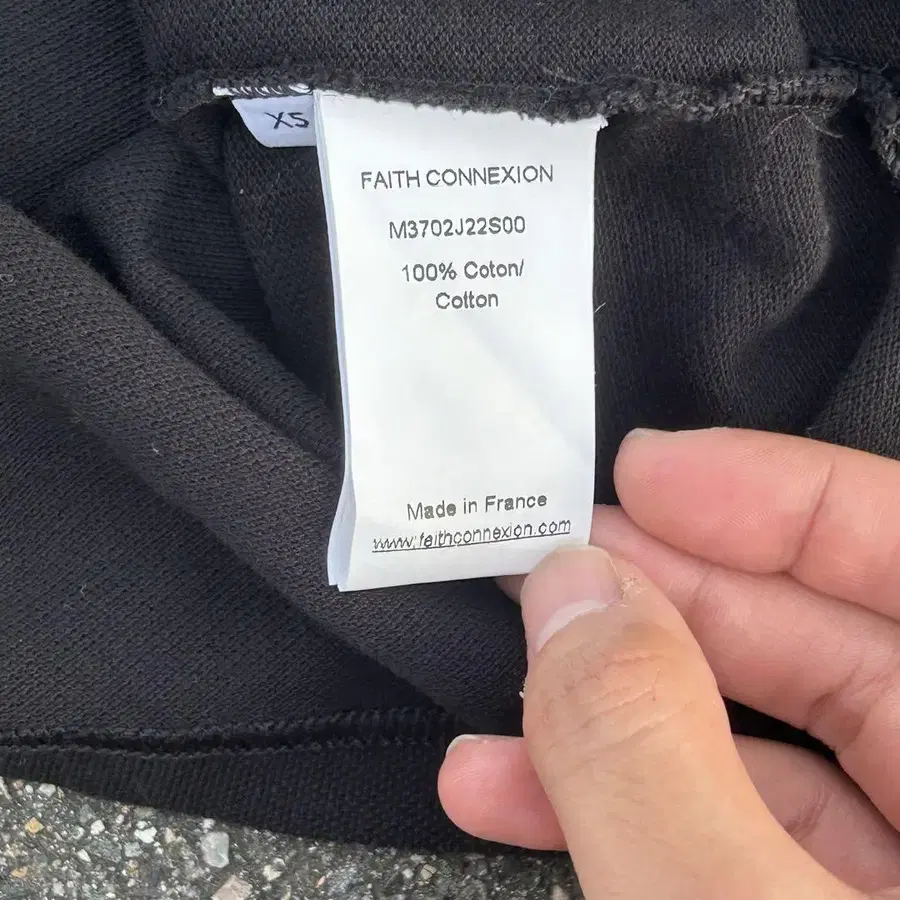 XS
FAITH CONNEXION
M3702J22S00
100% Coton/
Cotton
Made in France
www.faithconnexion.com